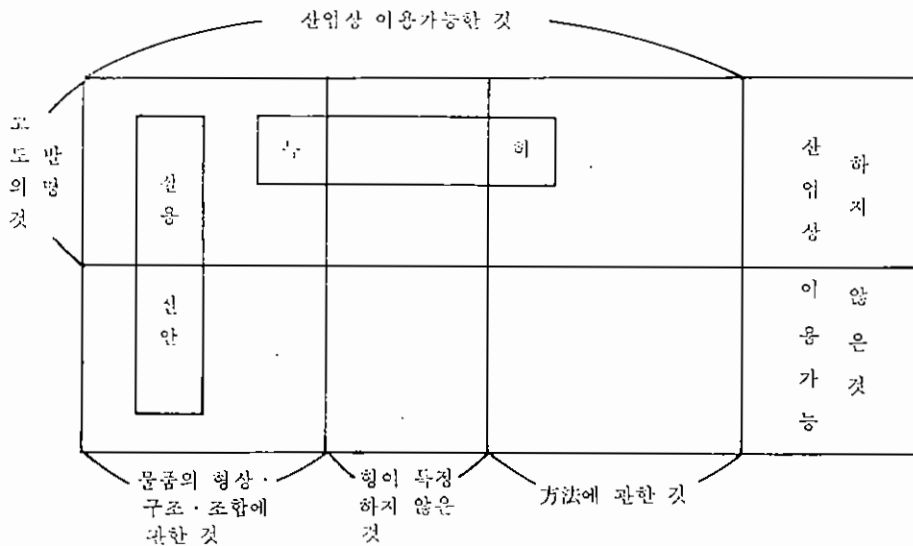 산업상 이용가능한 것
고도의 것
발명
특 허
실용
신안
산업상
하지
이용가능
않은것
물품의 형상·
구조·조합에
관한 것
형이 특정
하지 않은
것
方法에 관한 것